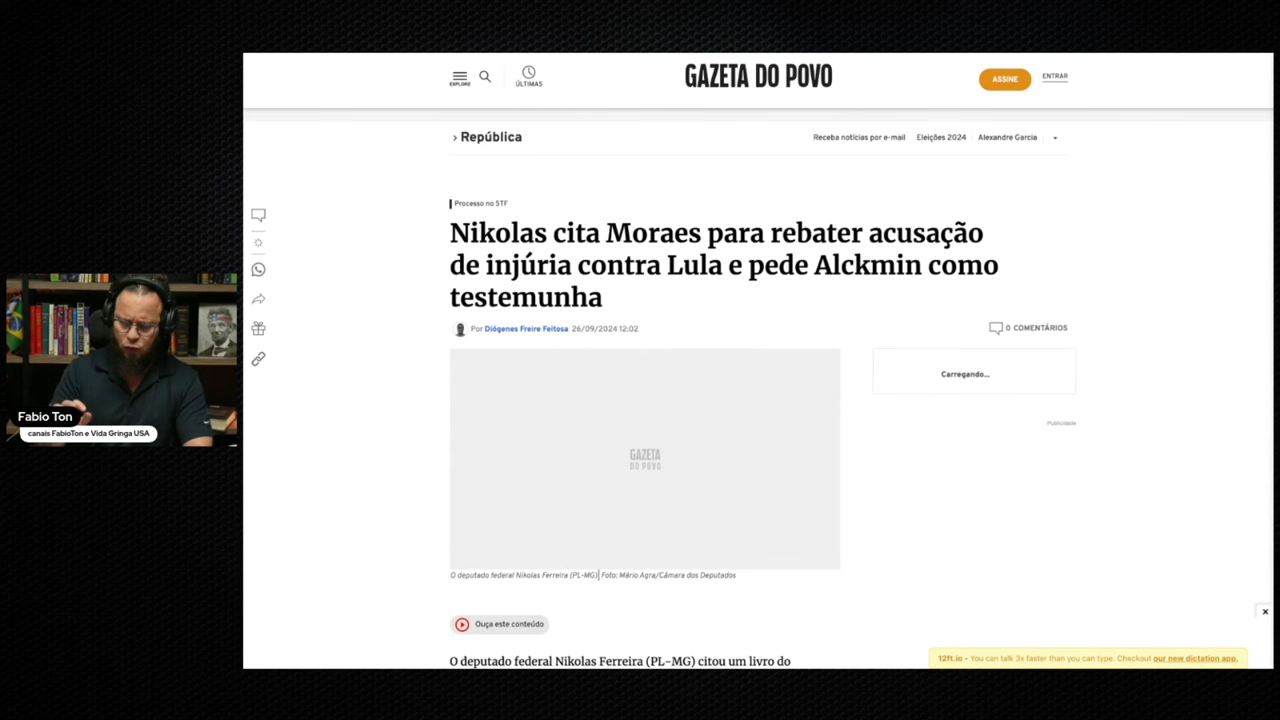 EXPLORE
ÚLTIMAS
GAZETA DO POVO
ASSINE
ENTRAR
> República
Receba notícias por e-mail
Eleições 2024
Alexandre Garcia
Processo no STF
Nikolas cita Moraes para rebater acusação
de injúria contra Lula e pede Alckmin como
testemunha
Por Diógenes Freire Feitosa 26/09/2024 12:02
0 COMENTÁRIOS
Carregando...
Publicidade
GAZETA
DO POVO
O deputado federal Nikolas Ferreira (PL-MG)| Foto: Mário Agra/Câmara dos Deputados
Ouça este conteúdo
O deputado federal Nikolas Ferreira (PL-MG) citou um livro do
12ft.io - You can talk 3x faster than you can type. Checkout our new dictation app.
Fabio Ton
canais FabioTon e Vida Gringa USA